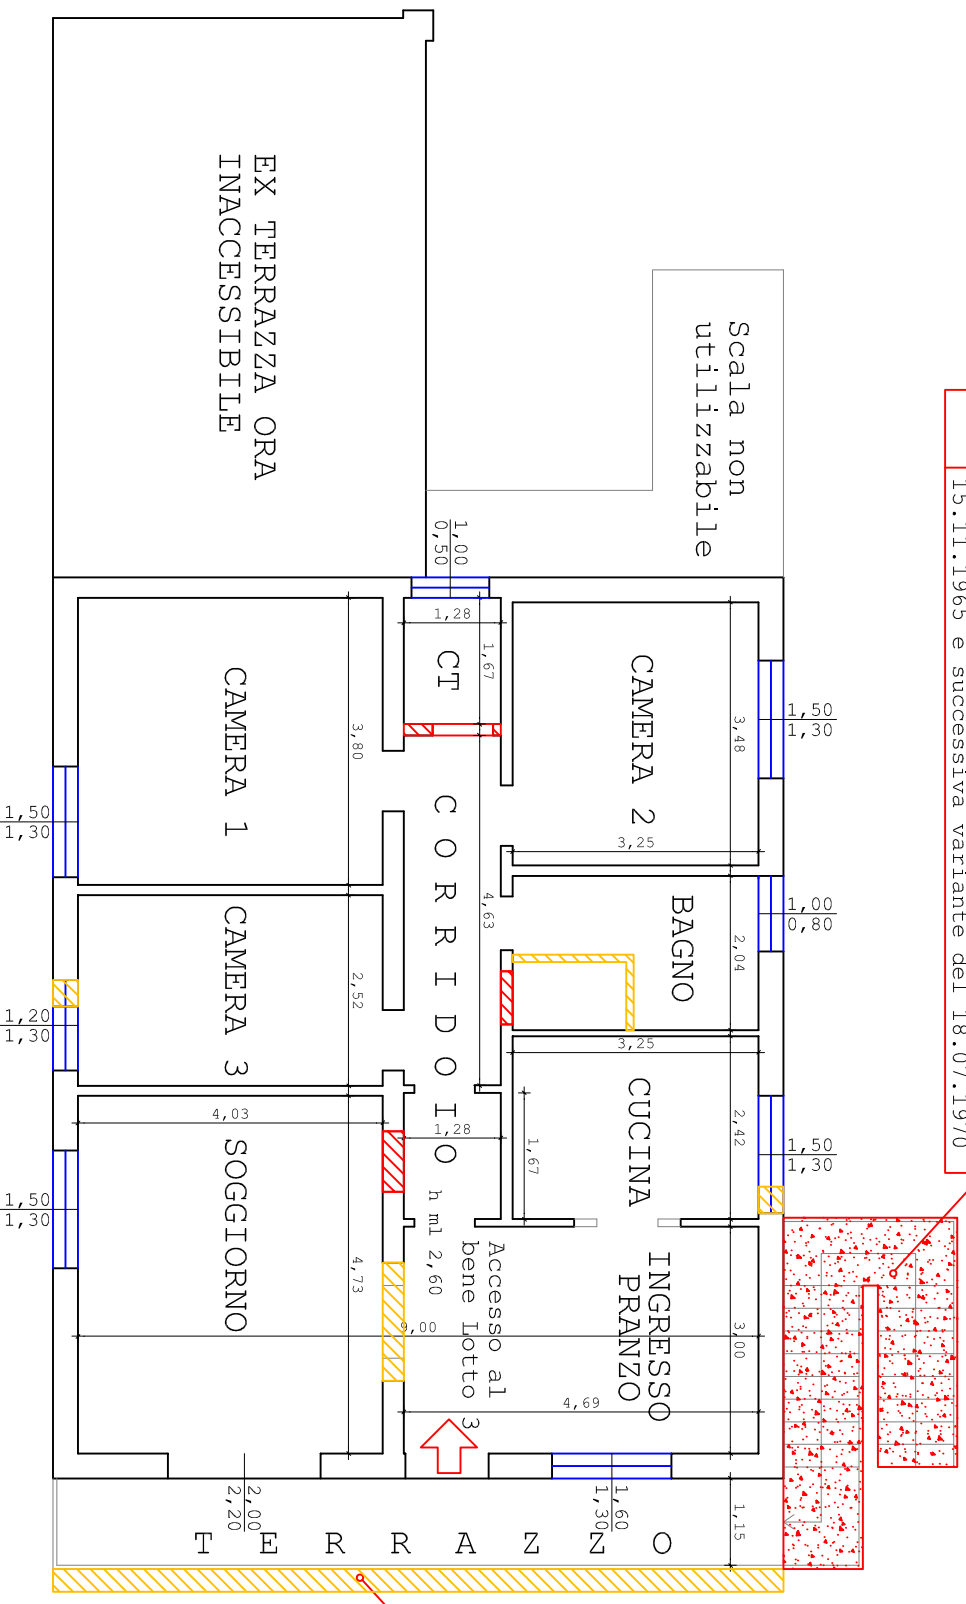 15.11.1965 e successiva variante del 18.07.1970
Scala non
utilizzabile
EX TERRAZZA ORA
INACCESSIBILE
1,00
0,50
1,28
1,67
CT
CAMERA 2
3,48
3,25
1,50
1,30
CAMERA 1
3,80
1,50
1,30
CORRIDOIO
4,63
BAGNO
2,04
1,00
0,80
CAMERA 3
2,52
1,20
1,30
3,25
CUCINA
2,42
1,50
1,30
1,67
1,28
h ml 2,60
4,03
SOGGIORNO
4,73
1,50
1,30
Accesso al
bene Lotto 3
INGRESSO
PRANZO
3,00
9,00
4,69
1,60
1,30
2,00
2,20
1,15
TERRAZZO